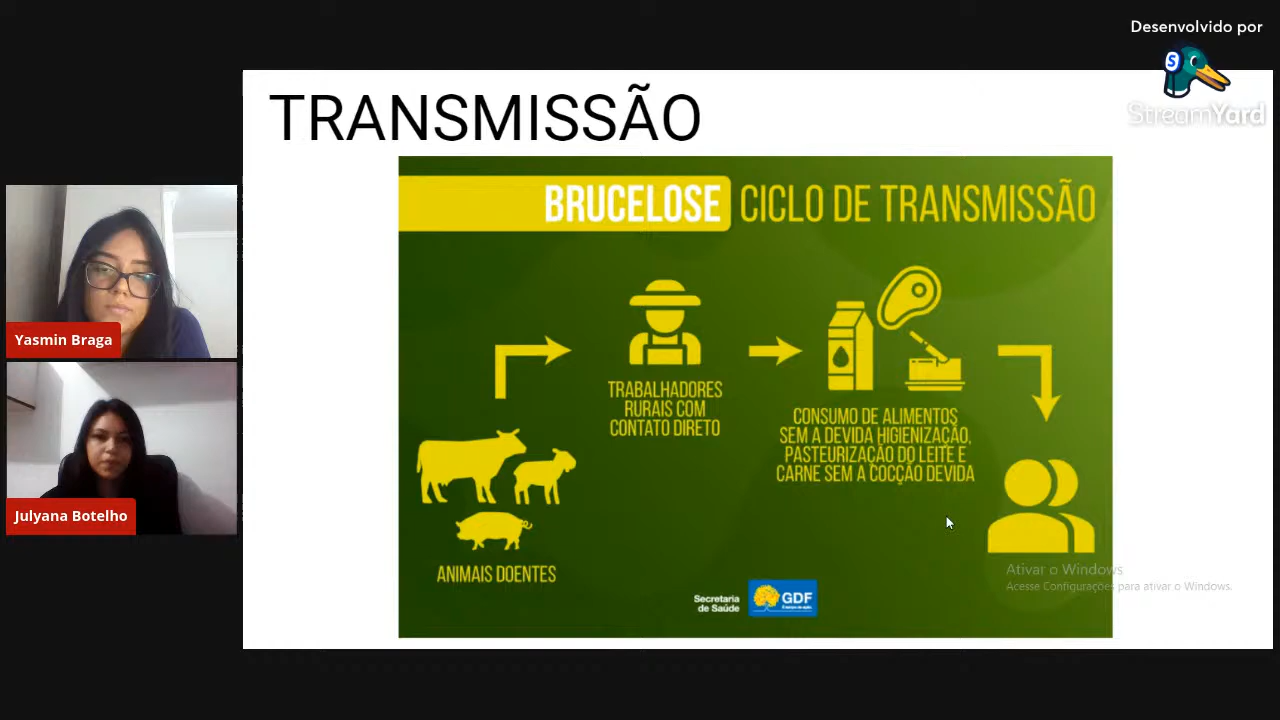 Desenvolvido por
StreamYard
TRANSMISSÃO
BRUCELOSE CICLO DE TRANSMISSÃO
TRABALHADORES
RURAIS COM
CONTATO DIRETO
CONSUMO DE ALIMENTOS
SEM A DEVIDA HIGIENIZAÇÃO,
PASTEURIZAÇÃO DO LEITE E
CARNE SEM A COCÇÃO DEVIDA
ANIMAIS DOENTES
Secretaria
de Saúde
GDF
Yasmin Braga
Julyana Botelho
Ativar o Windows
Acesse Configurações para ativar o Windows.